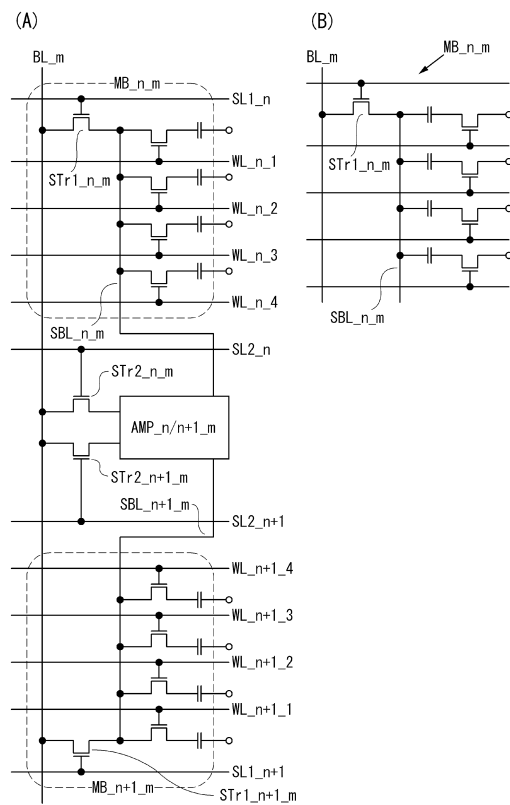 (A)
BL_m
MB_n_m
SL1_n
STr1_n_m
WL_n_1
WL_n_2
WL_n_3
WL_n_4
SBL_n_m
SL2_n
STr2_n_m
AMP_n/n+1_m
STr2_n+1_m
SBL_n+1_m
SL2_n+1
WL_n+1_4
WL_n+1_3
WL_n+1_2
WL_n+1_1
SL1_n+1
MB_n+1_m
STr1_n+1_m
(B)
BL_m
MB_n_m
STr1_n_m
SBL_n_m